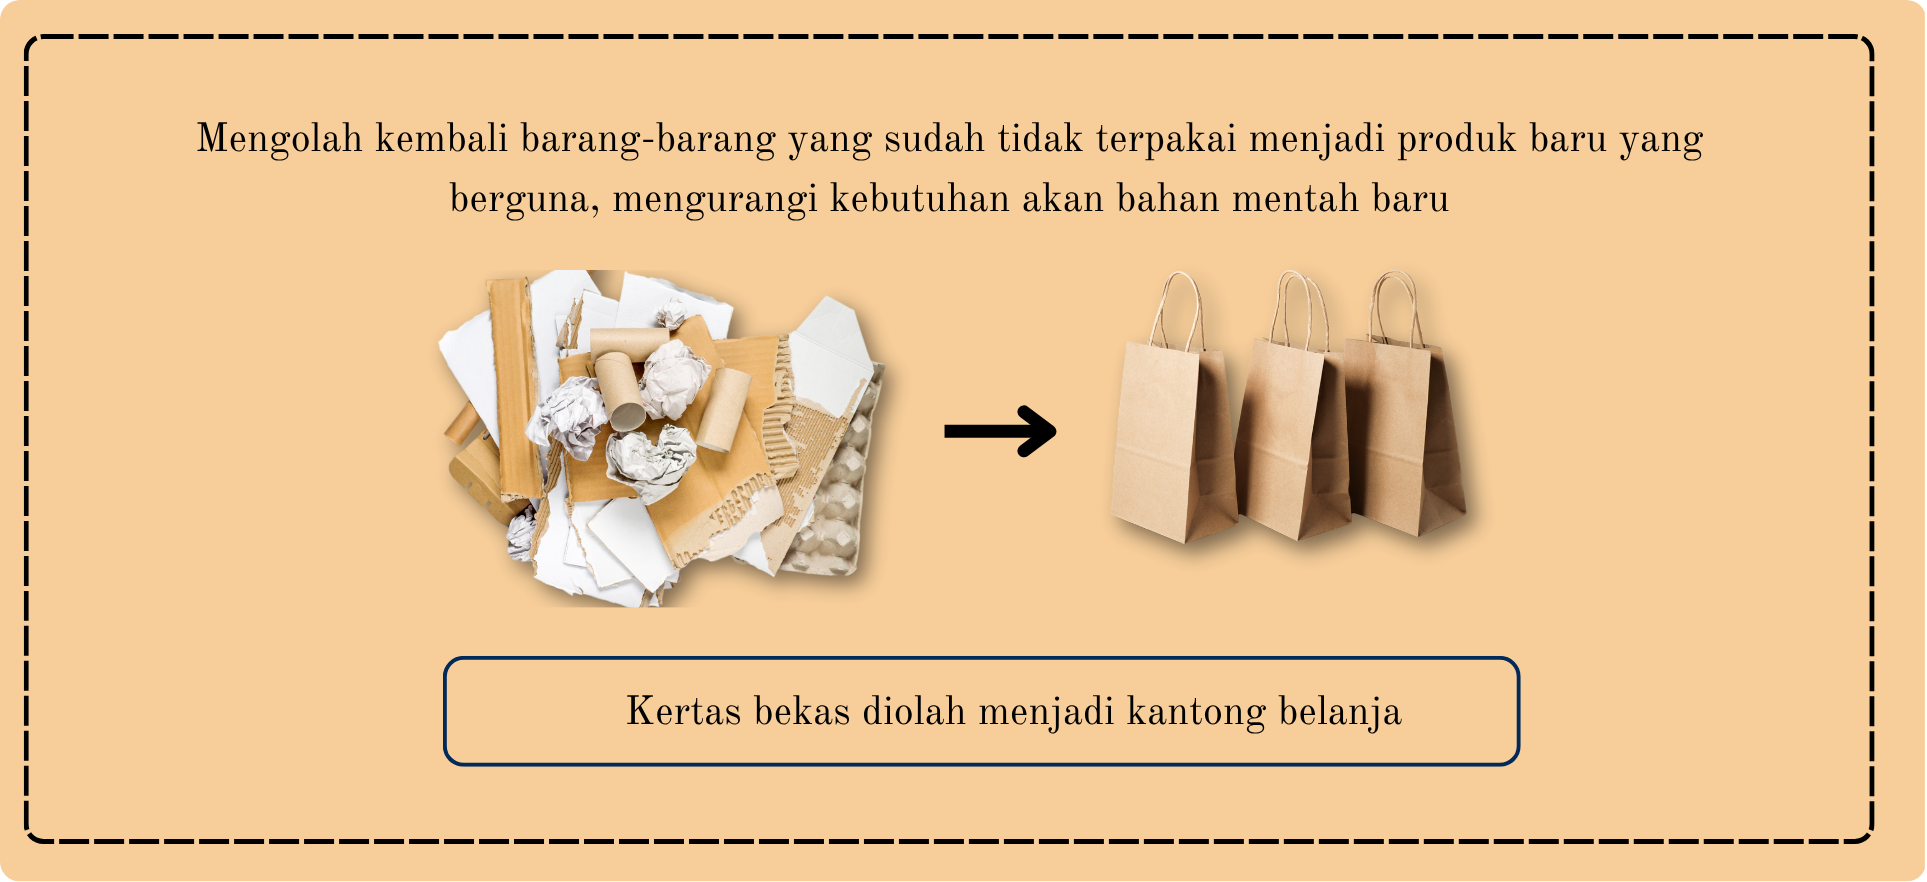 Mengolah kembali barang-barang yang sudah tidak terpakai menjadi produk baru yang
berguna, mengurangi kebutuhan akan bahan mentah baru
Kertas bekas diolah menjadi kantong belanja